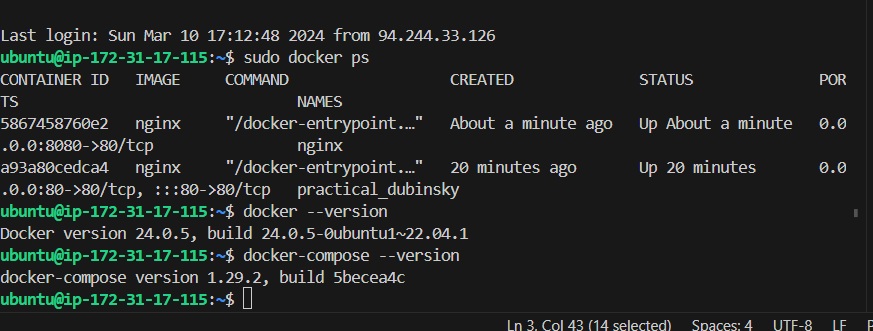 Last login: Sun Mar 10 17:12:48 2024 from 94.244.33.126
ubuntu@ip-172-31-17-115:~$ sudo docker ps
CONTAINER ID   IMAGE     COMMAND                  CREATED              STATUS              POR
TS                                   NAMES
5867458760e2   nginx     "/docker-entrypoint.…"   About a minute ago   Up About a minute   0.0
.0.0:8080->80/tcp                    nginx
a93a80cedca4   nginx     "/docker-entrypoint.…"   20 minutes ago       Up 20 minutes       0.0
.0.0:80->80/tcp, :::80->80/tcp   practical_dubinsky
ubuntu@ip-172-31-17-115:~$ docker --version
Docker version 24.0.5, build 24.0.5-0ubuntu1~22.04.1
ubuntu@ip-172-31-17-115:~$ docker-compose --version
docker-compose version 1.29.2, build 5becea4c
ubuntu@ip-172-31-17-115:~$
Ln 3, Col 43 (14 selected) Spaces: 4 UTF-8 LF